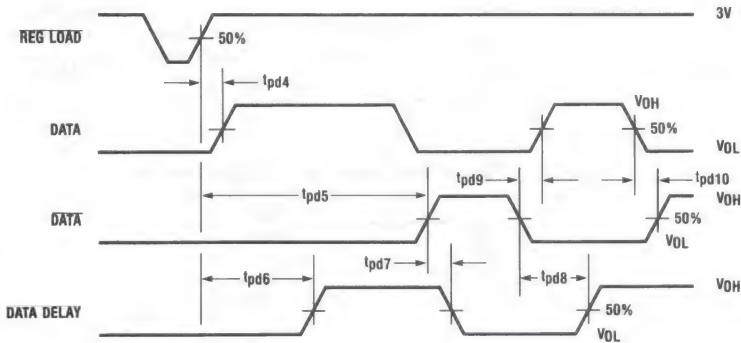 3V
REG LOAD
50%
tpd4
VOH
DATA
50%
VOL
tpd5
tpd9
tpd10
VOH
DATA
50%
VOL
tpd6
tpd7
tpd8
VOH
DATA DELAY
50%
VOL